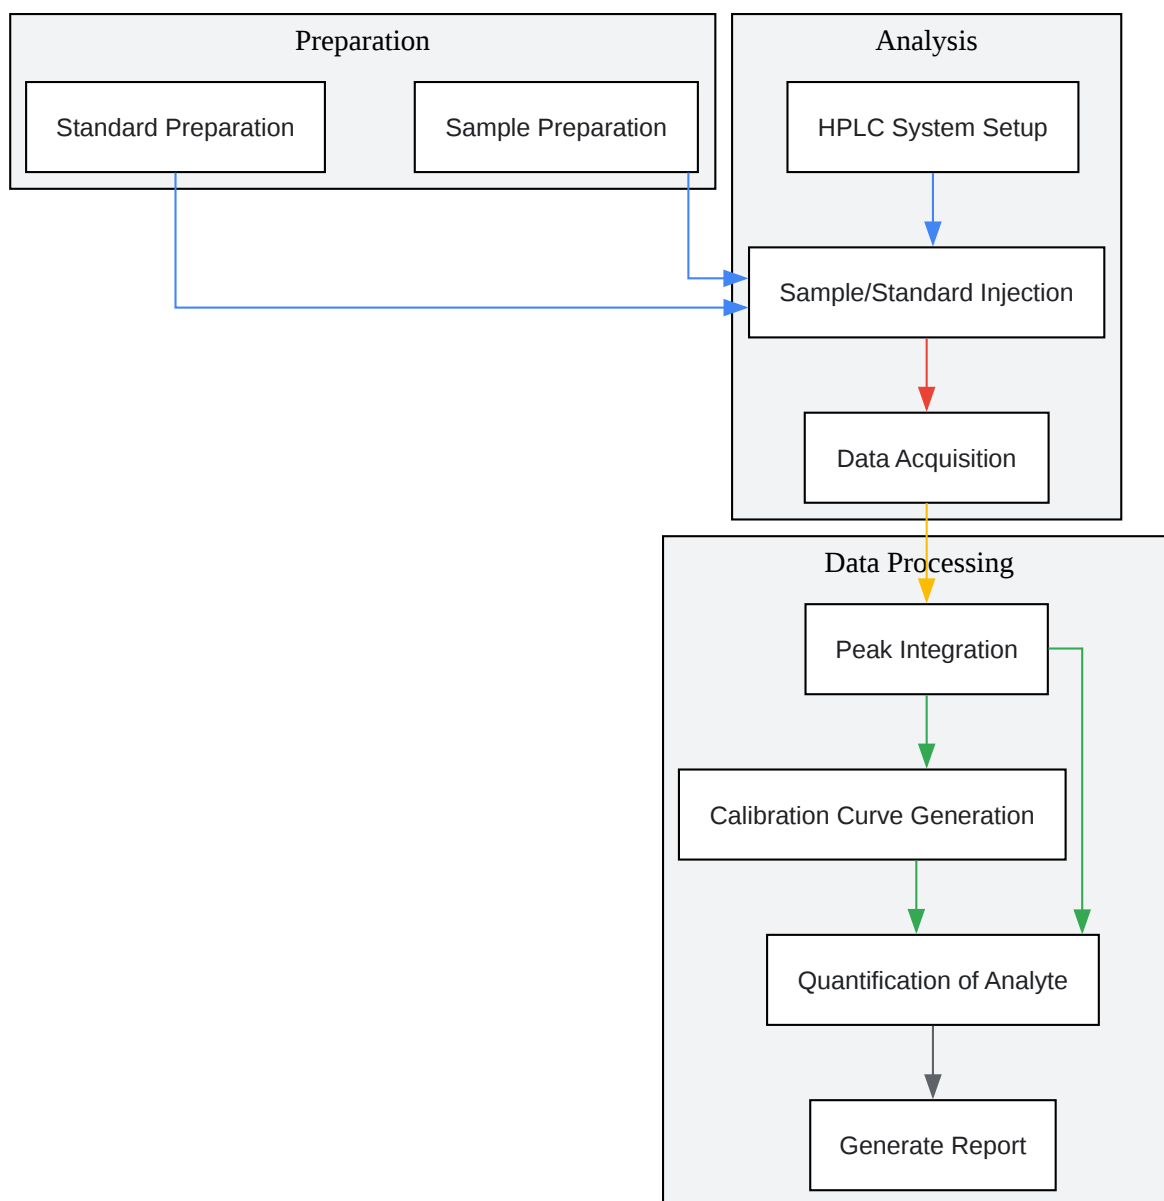 Preparation
Standard Preparation
Sample Preparation
Analysis
HPLC System Setup
Sample/Standard Injection
Data Acquisition
Data Processing
Peak Integration
Calibration Curve Generation
Quantification of Analyte
Generate Report